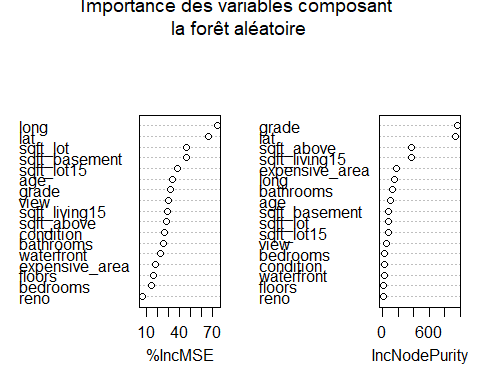 Importance des variables composant
la forêt aléatoire
long
lat
sqft_lot
sqft_basement
sqft_lot15
age
grade
view
sqft_living15
sqft_above
condition
bathrooms
waterfront
expensive_area
floors
bedrooms
reno
10 40 70
%IncMSE
grade
lat
sqft_above
sqft_living15
expensive_area
long
bathrooms
age
sqft_basement
sqft_lot
sqft_lot15
view
bedrooms
condition
waterfront
floors
reno
0 600
IncNodePurity